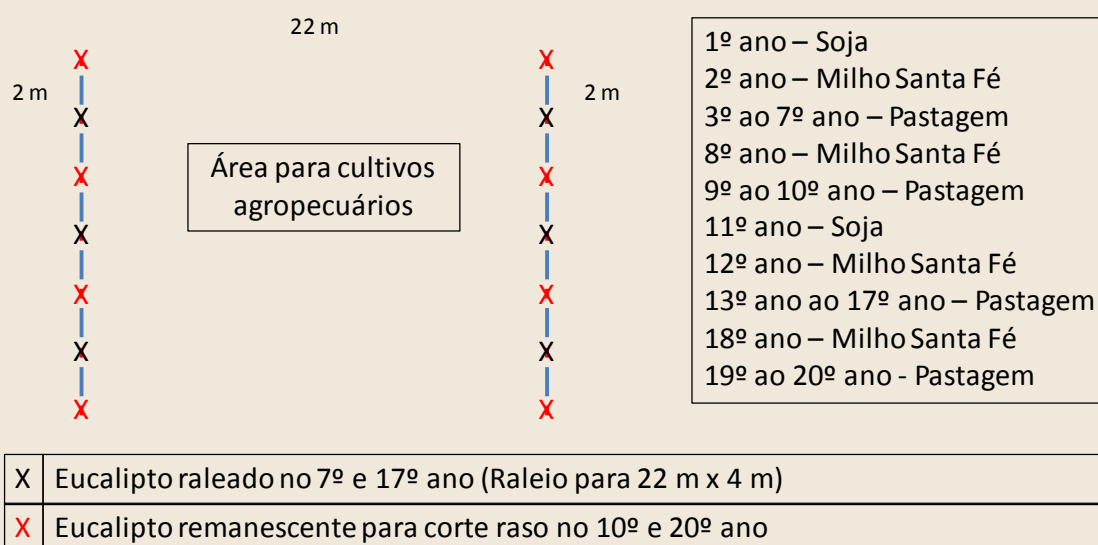 22 m
2 m
2 m
X
X
X
X
X
X
X
X
X
X
X
X
X
X
Área para cultivos
agropecuários
1º ano – Soja
2º ano – Milho Santa Fé
3º ao 7º ano – Pastagem
8º ano – Milho Santa Fé
9º ao 10º ano – Pastagem
11º ano – Soja
12º ano – Milho Santa Fé
13º ano ao 17º ano – Pastagem
18º ano – Milho Santa Fé
19º ao 20º ano - Pastagem
X Eucalipto raleado no 7º e 17º ano (Raleio para 22 m x 4 m)
X Eucalipto remanescente para corte raso no 10º e 20º ano